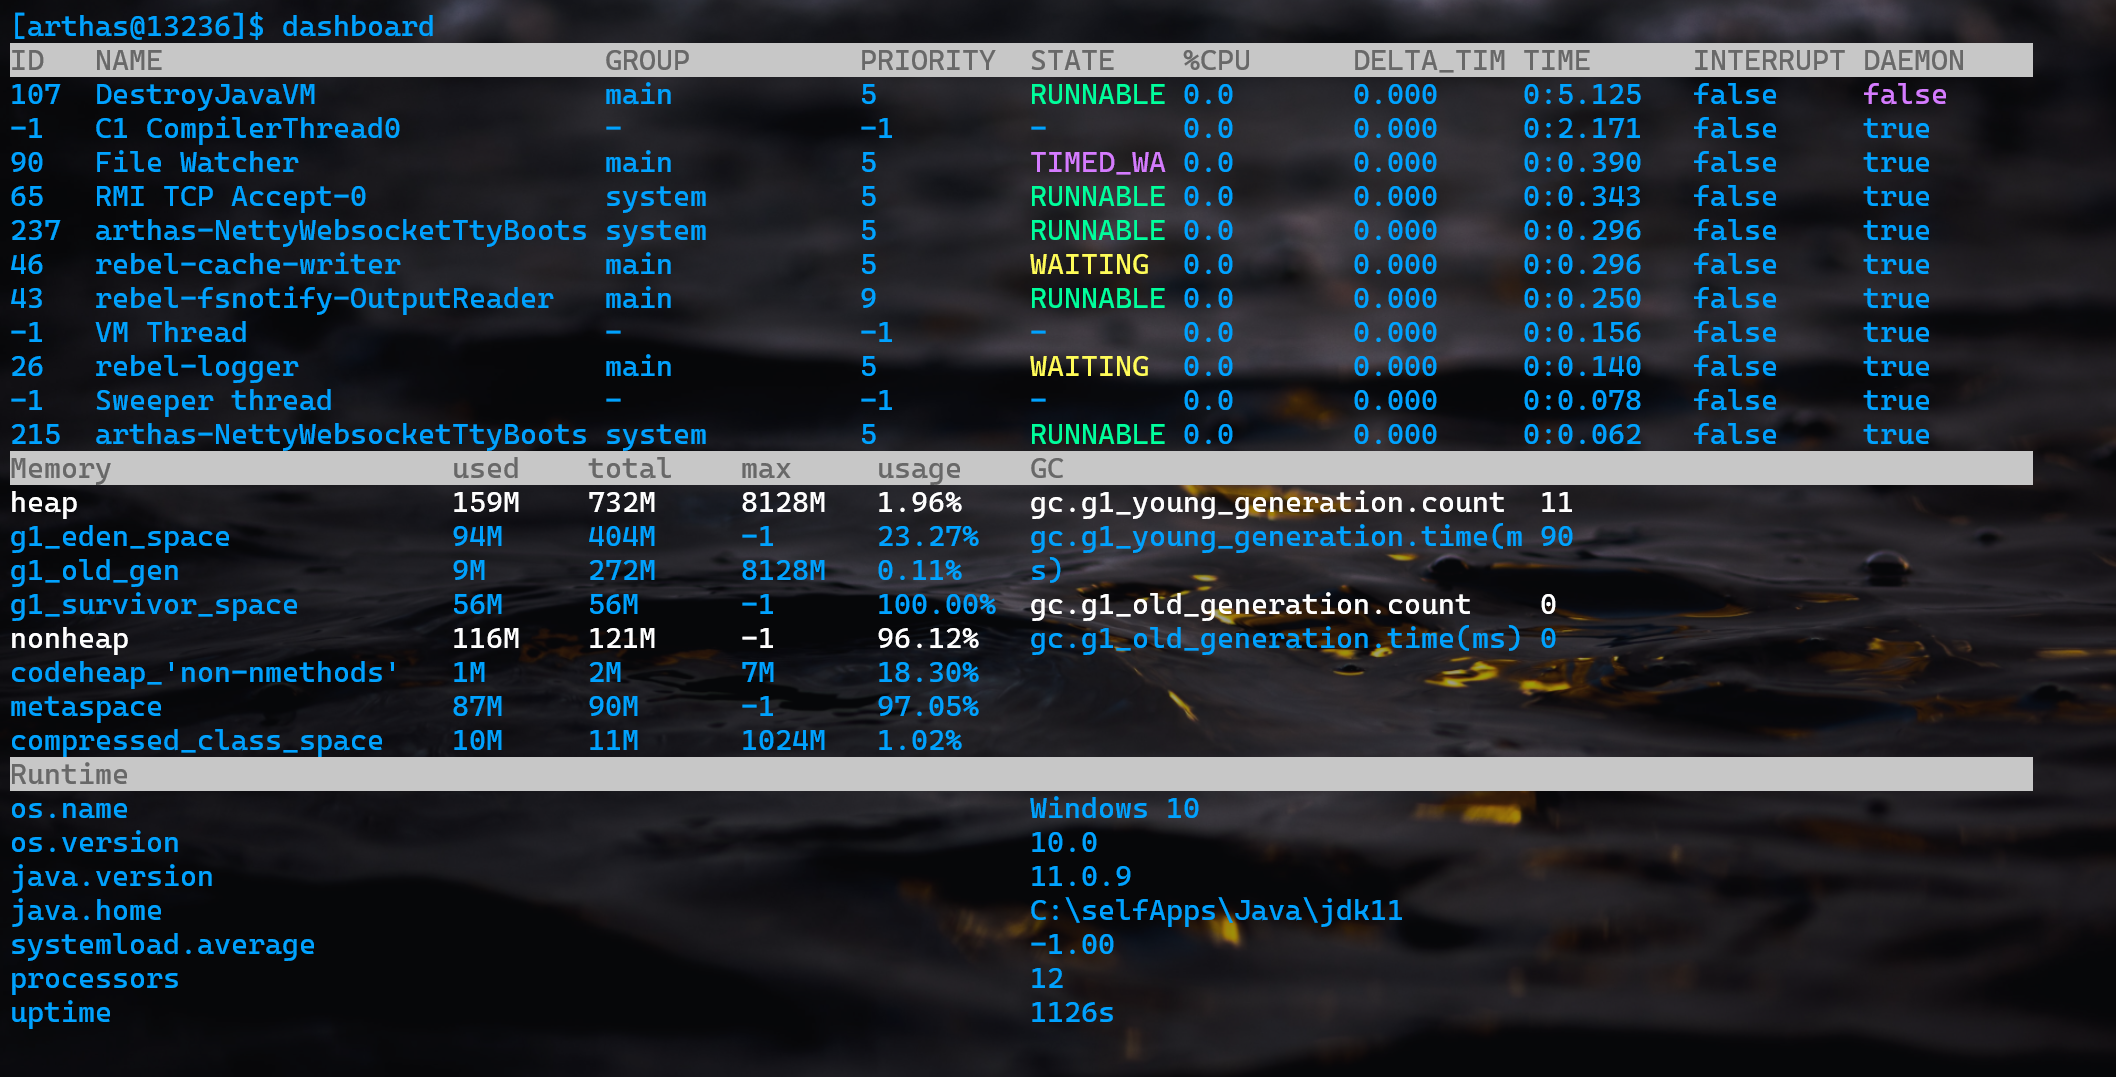 [arthas@13236]$ dashboard
ID NAME GROUP PRIORITY STATE %CPU DELTA_TIM TIME INTERRUPT DAEMON
107 DestroyJavaVM main 5 RUNNABLE 0.0 0.000 0:5.125 false false
-1 C1 CompilerThread0 - -1 - 0.0 0.000 0:2.171 false true
90 File Watcher main 5 TIMED_WA 0.0 0.000 0:0.390 false true
65 RMI TCP Accept-0 system 5 RUNNABLE 0.0 0.000 0:0.343 false true
237 arthas-NettyWebsocketTtyBoots system 5 RUNNABLE 0.0 0.000 0:0.296 false true
46 rebel-cache-writer main 5 WAITING 0.0 0.000 0:0.296 false true
43 rebel-fsnotify-OutputReader main 9 RUNNABLE 0.0 0.000 0:0.250 false true
-1 VM Thread - -1 - 0.0 0.000 0:0.156 false true
26 rebel-logger main 5 WAITING 0.0 0.000 0:0.140 false true
-1 Sweeper thread - -1 - 0.0 0.000 0:0.078 false true
215 arthas-NettyWebsocketTtyBoots system 5 RUNNABLE 0.0 0.000 0:0.062 false true
Memory used total max usage GC
heap 159M 732M 8128M 1.96% gc.g1_young_generation.count 11
g1_eden_space 94M 404M -1 23.27% gc.g1_young_generation.time(m 90
g1_old_gen 9M 272M 8128M 0.11% s)
g1_survivor_space 56M 56M -1 100.00% gc.g1_old_generation.count 0
nonheap 116M 121M -1 96.12% gc.g1_old_generation.time(ms) 0
codeheap_'non-nmethods' 1M 2M 7M 18.30%
metaspace 87M 90M -1 97.05%
compressed_class_space 10M 11M 1024M 1.02%
Runtime
os.name Windows 10
os.version 10.0
java.version 11.0.9
java.home C:\selfApps\Java\jdk11
systemload.average -1.00
processors 12
uptime 1126s